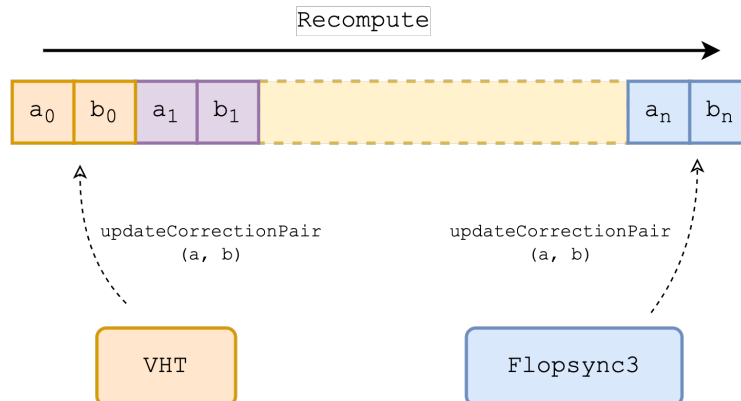 Recompute
a₀ b₀ a₁ b₁ aₙ bₙ
updateCorrectionPair updateCorrectionPair
(a, b) (a, b)
VHT Flopsync3